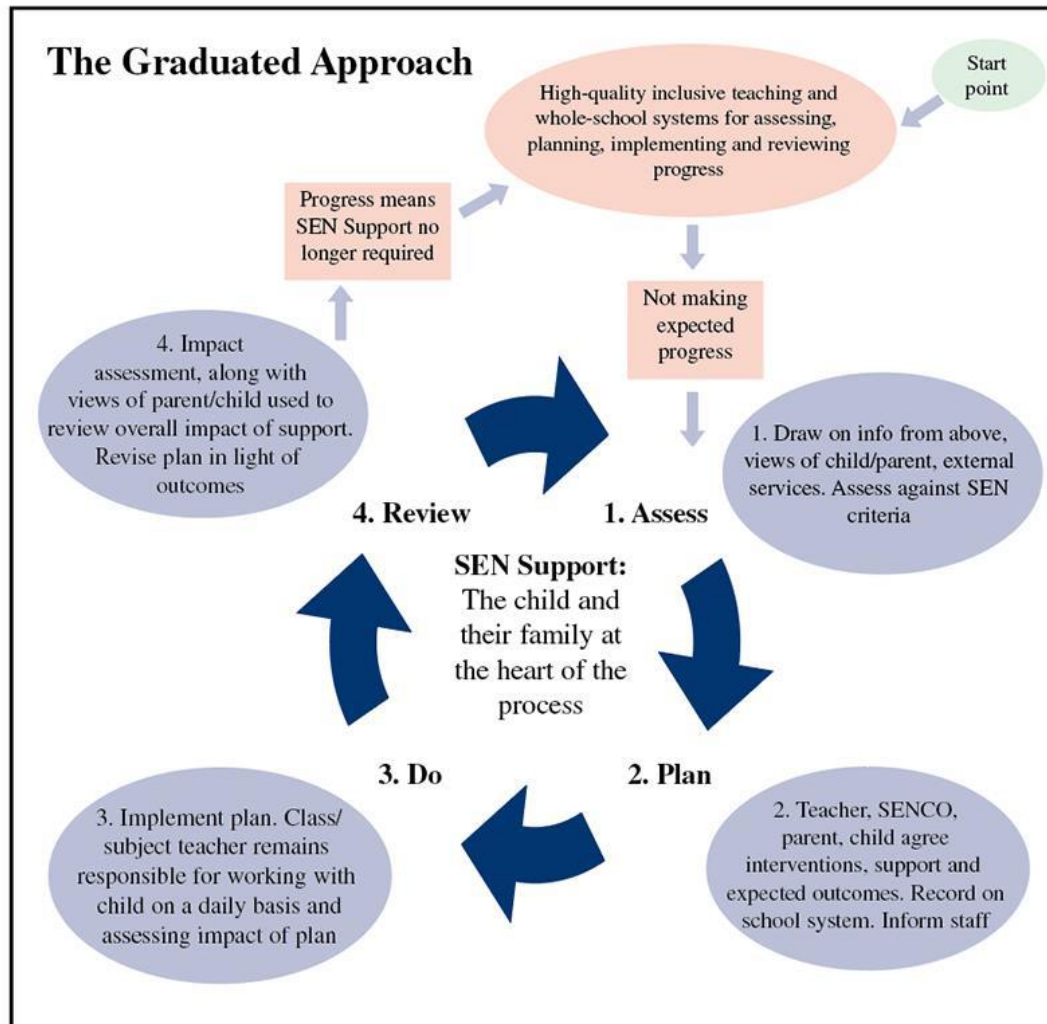 The Graduated Approach
Start
point
High-quality inclusive teaching and
whole-school systems for assessing,
planning, implementing and reviewing
progress
Progress means
SEN Support no
longer required
Not making
expected
progress
4. Impact
assessment, along with
views of parent/child used to
review overall impact of support.
Revise plan in light of
outcomes
1. Draw on info from above,
views of child/parent, external
services. Assess against SEN
criteria
4. Review
1. Assess
SEN Support:
The child and
their family at
the heart of the
process
3. Do
2. Plan
3. Implement plan. Class/
subject teacher remains
responsible for working with
child on a daily basis and
assessing impact of plan
2. Teacher, SENCO,
parent, child agree
interventions, support and
expected outcomes. Record on
school system. Inform staff